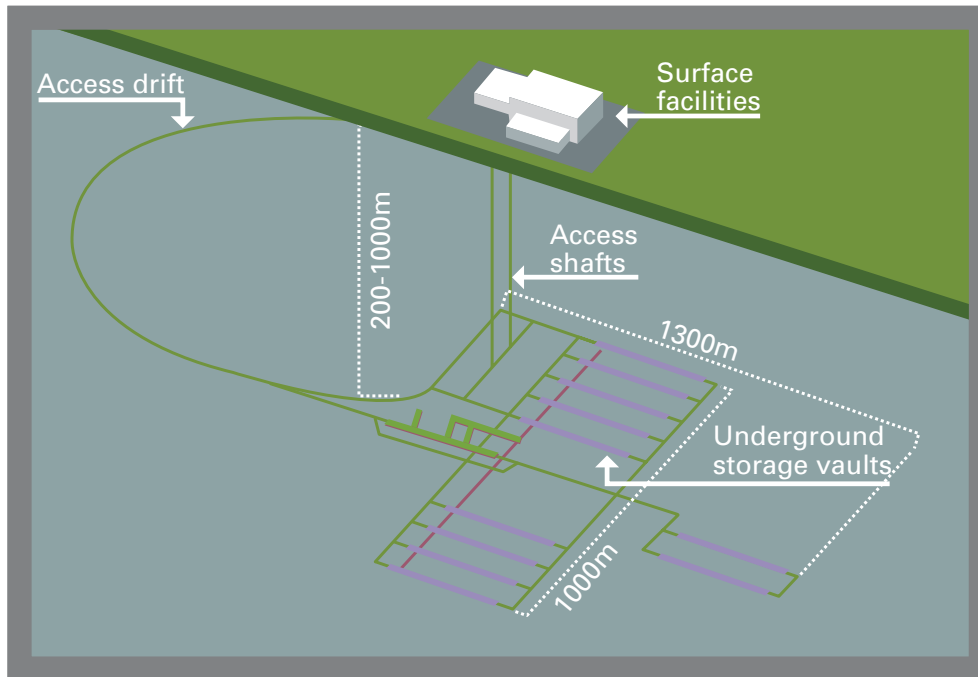 Access drift
Surface
facilities
200-1000m
Access
shafts
1300m
Underground
storage vaults
1000m